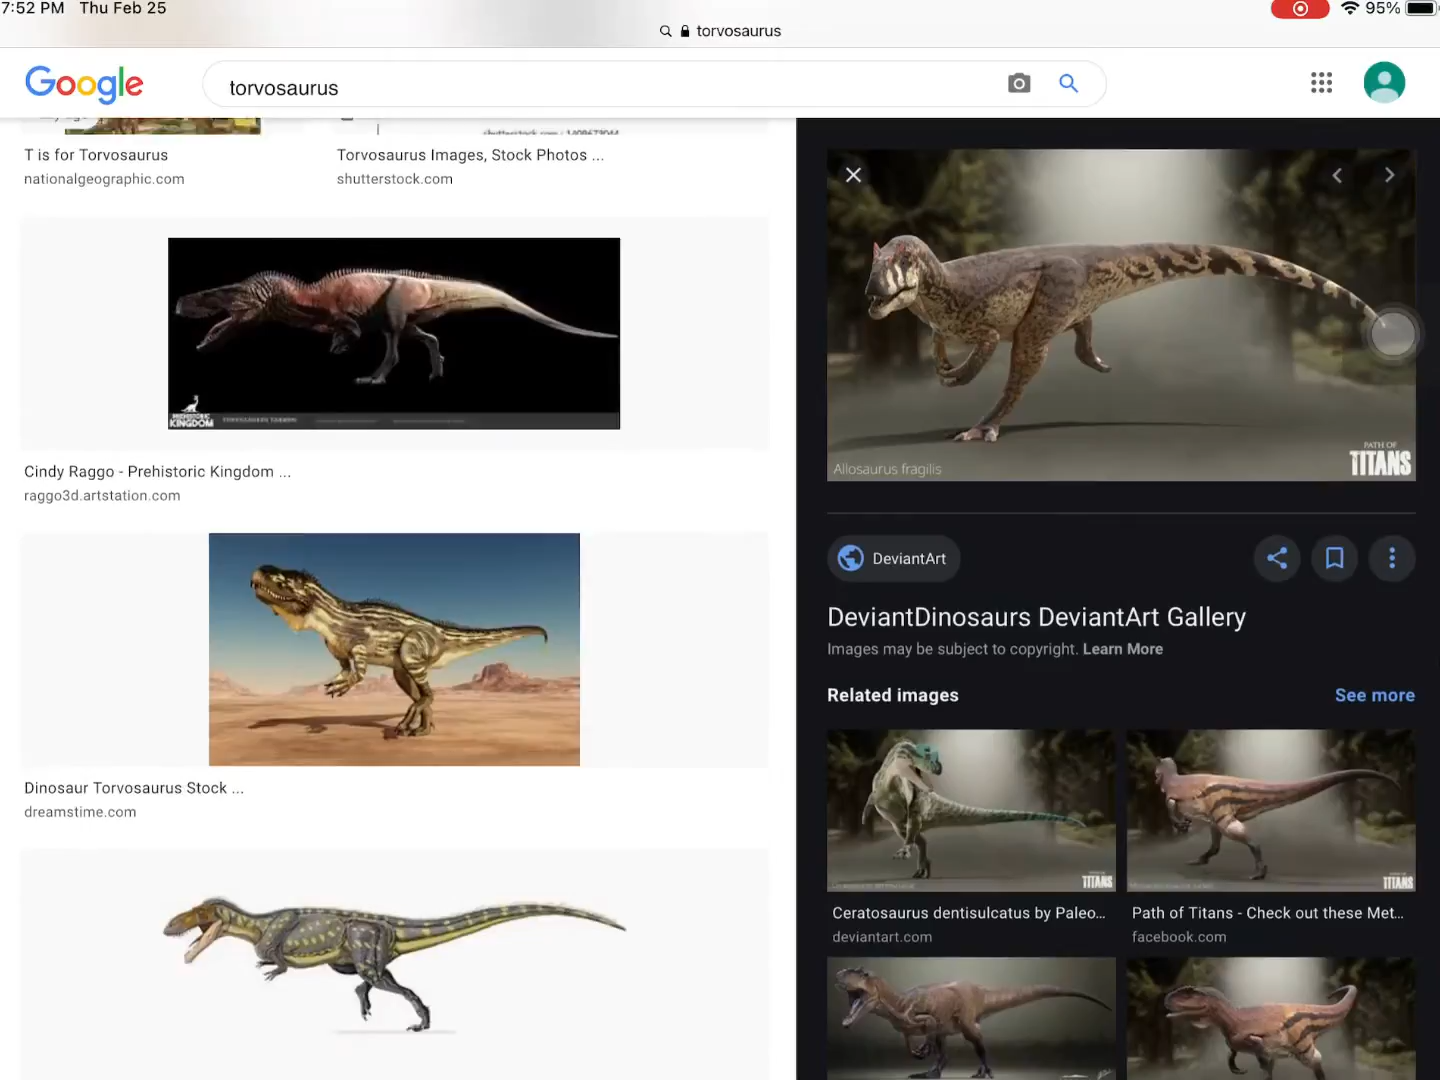 7:52 PM Thu Feb 25
95%
torvosaurus
Google
torvosaurus
T is for Torvosaurus
nationalgeographic.com
Torvosaurus Images, Stock Photos ...
shutterstock.com
PREHISTORIC
KINGDOM
Cindy Raggo - Prehistoric Kingdom ...
raggo3d.artstation.com
Dinosaur Torvosaurus Stock ...
dreamstime.com
Allosaurus fragilis
PATH OF
TITANS
DeviantArt
DeviantDinosaurs DeviantArt Gallery
Images may be subject to copyright. Learn More
Related images
See more
TITANS
TITANS
Ceratosaurus dentisulcatus by Paleo...
deviantart.com
Path of Titans - Check out these Met...
facebook.com